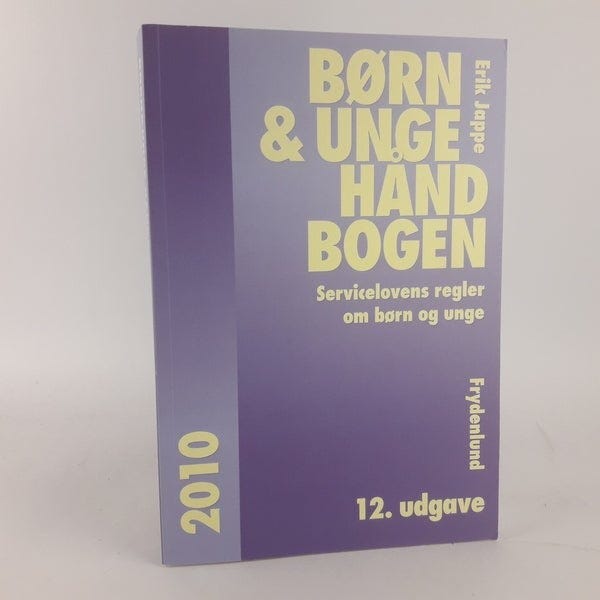 BØRN
& UNGE
HÅND
BOGEN
Erik Jappe
Servicelovens regler
om børn og unge
Frydenlund
2010
12. udgave